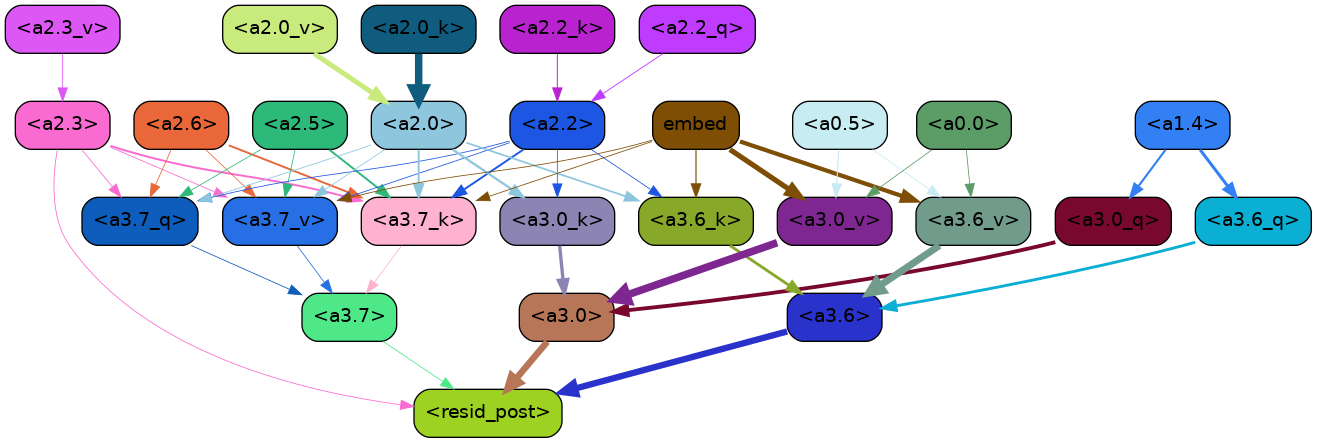 <a2.3_v> <a2.0_v> <a2.0_k> <a2.2_k> <a2.2_q>
<a2.3> <a2.6> <a2.5> <a2.0> <a2.2> embed <a0.5> <a0.0> <a1.4>
<a3.7_q> <a3.7_v> <a3.7_k> <a3.0_k> <a3.6_k> <a3.0_v> <a3.6_v> <a3.0_q> <a3.6_q>
<a3.7> <a3.0> <a3.6>
<resid_post>